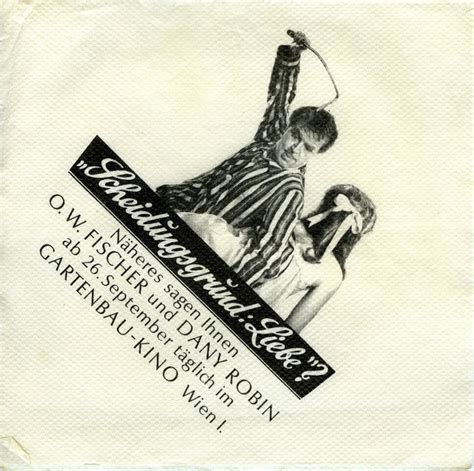 „Scheidungsgrund: Liebe“?
Näheres sagen Ihnen
O.W. FISCHER und DANY ROBIN
ab 26. September täglich im
GARTENBAU-KINO Wien I.